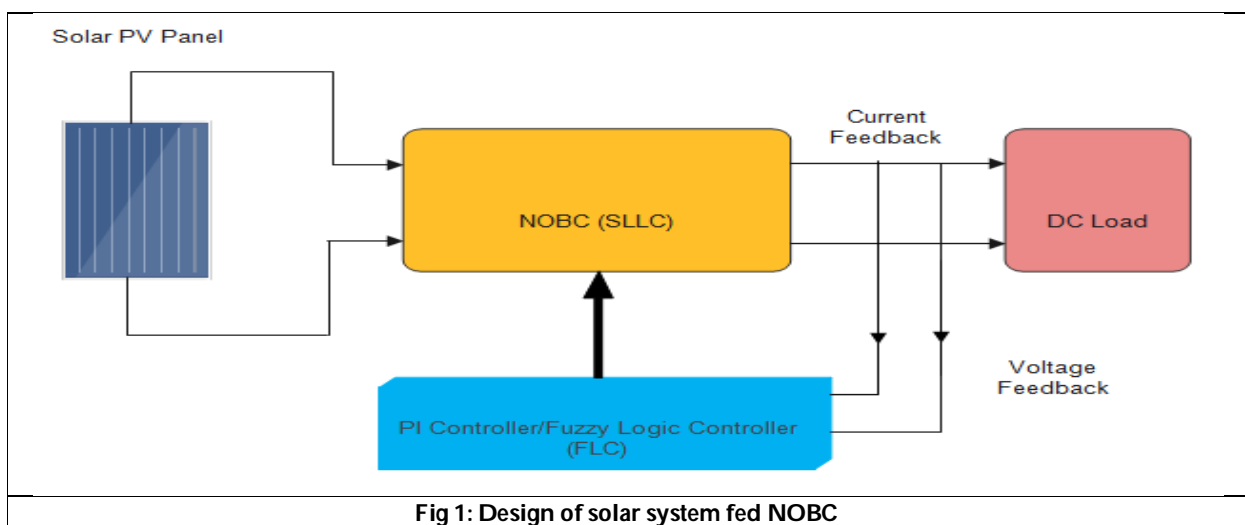 Solar PV Panel
Current
Feedback
NOBC (SLLC)
DC Load
Voltage
Feedback
PI Controller/Fuzzy Logic Controller
(FLC)
Fig 1: Design of solar system fed NOBC